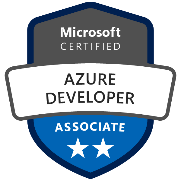 Microsoft
CERTIFIED
AZURE
DEVELOPER
ASSOCIATE